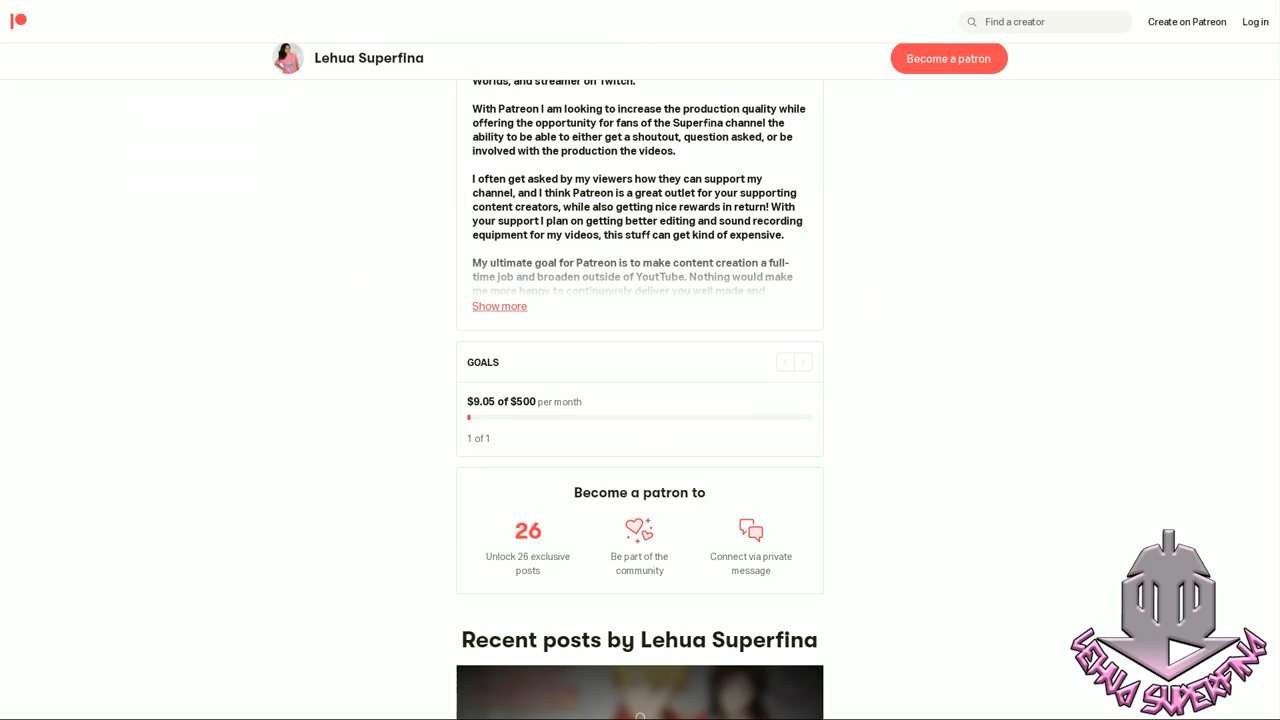 Find a creator
Create on Patreon
Log in
Lehua Superfina
Become a patron
Worlds, and streamer on Twitch.
With Patreon I am looking to increase the production quality while
offering the opportunity for fans of the Superfina channel the
ability to be able to either get a shoutout, question asked, or be
involved with the production the videos.
I often get asked by my viewers how they can support my
channel, and I think Patreon is a great outlet for your supporting
content creators, while also getting nice rewards in return! With
your support I plan on getting better editing and sound recording
equipment for my videos, this stuff can get kind of expensive.
My ultimate goal for Patreon is to make content creation a full-
time job and broaden outside of YouTube. Nothing would make
me more happy to continuously deliver you well made and
Show more
GOALS
$9.05 of $500 per month
1 of 1
Become a patron to
26
Unlock 26 exclusive
posts
Be part of the
community
Connect via private
message
Recent posts by Lehua Superfina
LEHUA SUPERFINA